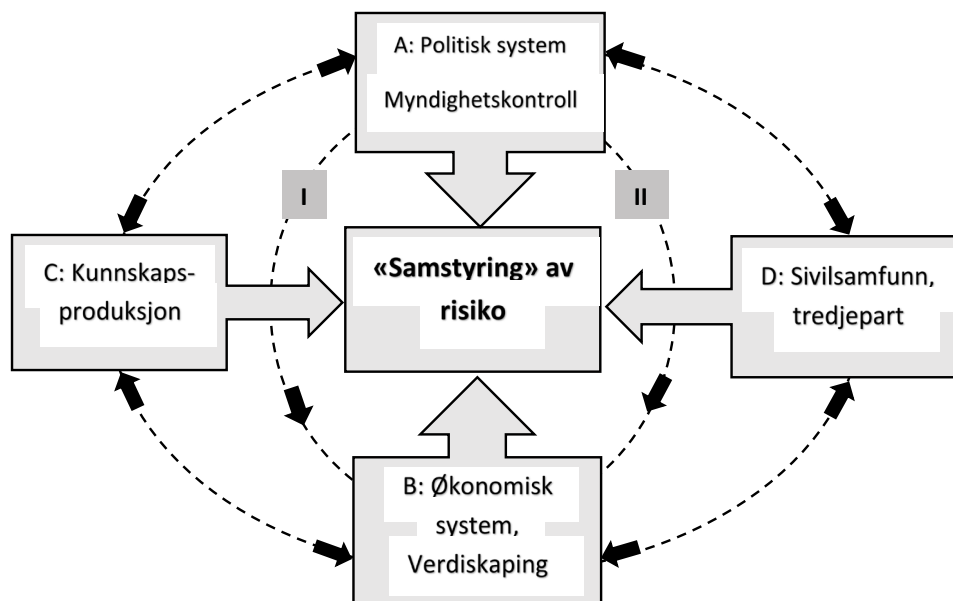 A: Politisk system
Myndighetskontroll
I
II
C: Kunnskaps-
produksjon
«Samstyring» av
risiko
D: Sivilsamfunn,
tredjepart
B: Økonomisk
system,
Verdiskaping